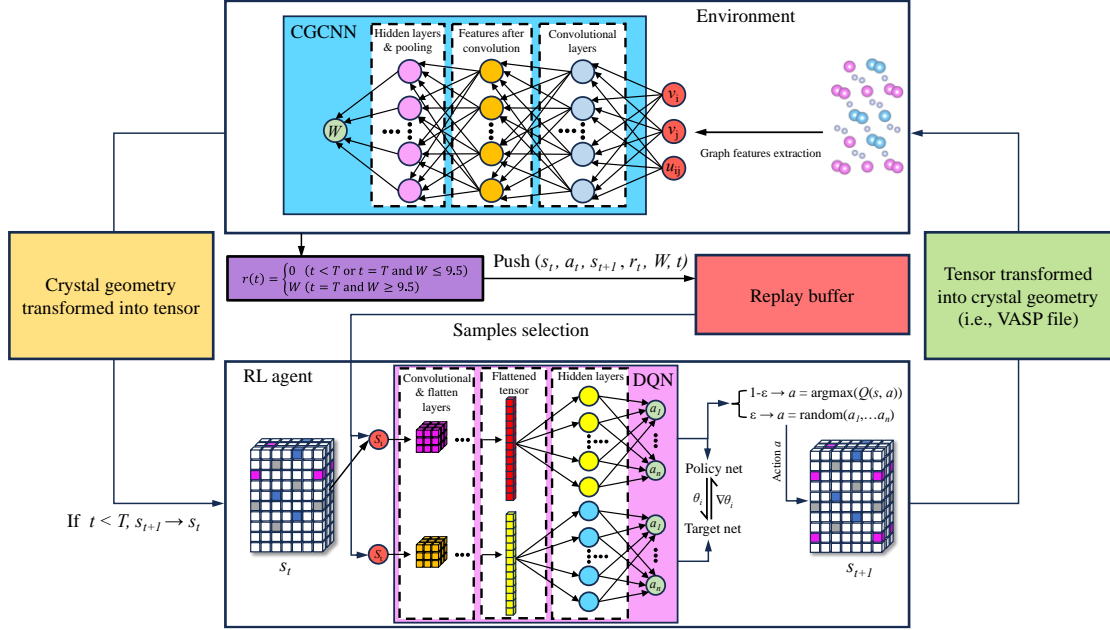 Environment
CGCNN
Hidden layers
& pooling
Features after
convolution
Convolutional
layers
W
v_i
v_j
u_ij
Graph features extraction
Crystal geometry
transformed into tensor
r(t) = {0 (t < T or t = T and W ≤ 9.5)
W (t = T and W ≥ 9.5)
Push (s_t, a_t, s_{t+1}, r_t, W, t)
Replay buffer
Tensor transformed
into crystal geometry
(i.e., VASP file)
Samples selection
RL agent
Convolutional
& flatten
layers
Flattened
tensor
Hidden layers
DQN
S_t
a_1
a_n
S_t
a_1
a_n
1-ε → a = argmax(Q(s, a))
ε → a = random(a_1,…a_n)
Policy net
θ_i
∇θ_i
Target net
Action a
If t < T, s_{t+1} → s_t
s_t
s_{t+1}